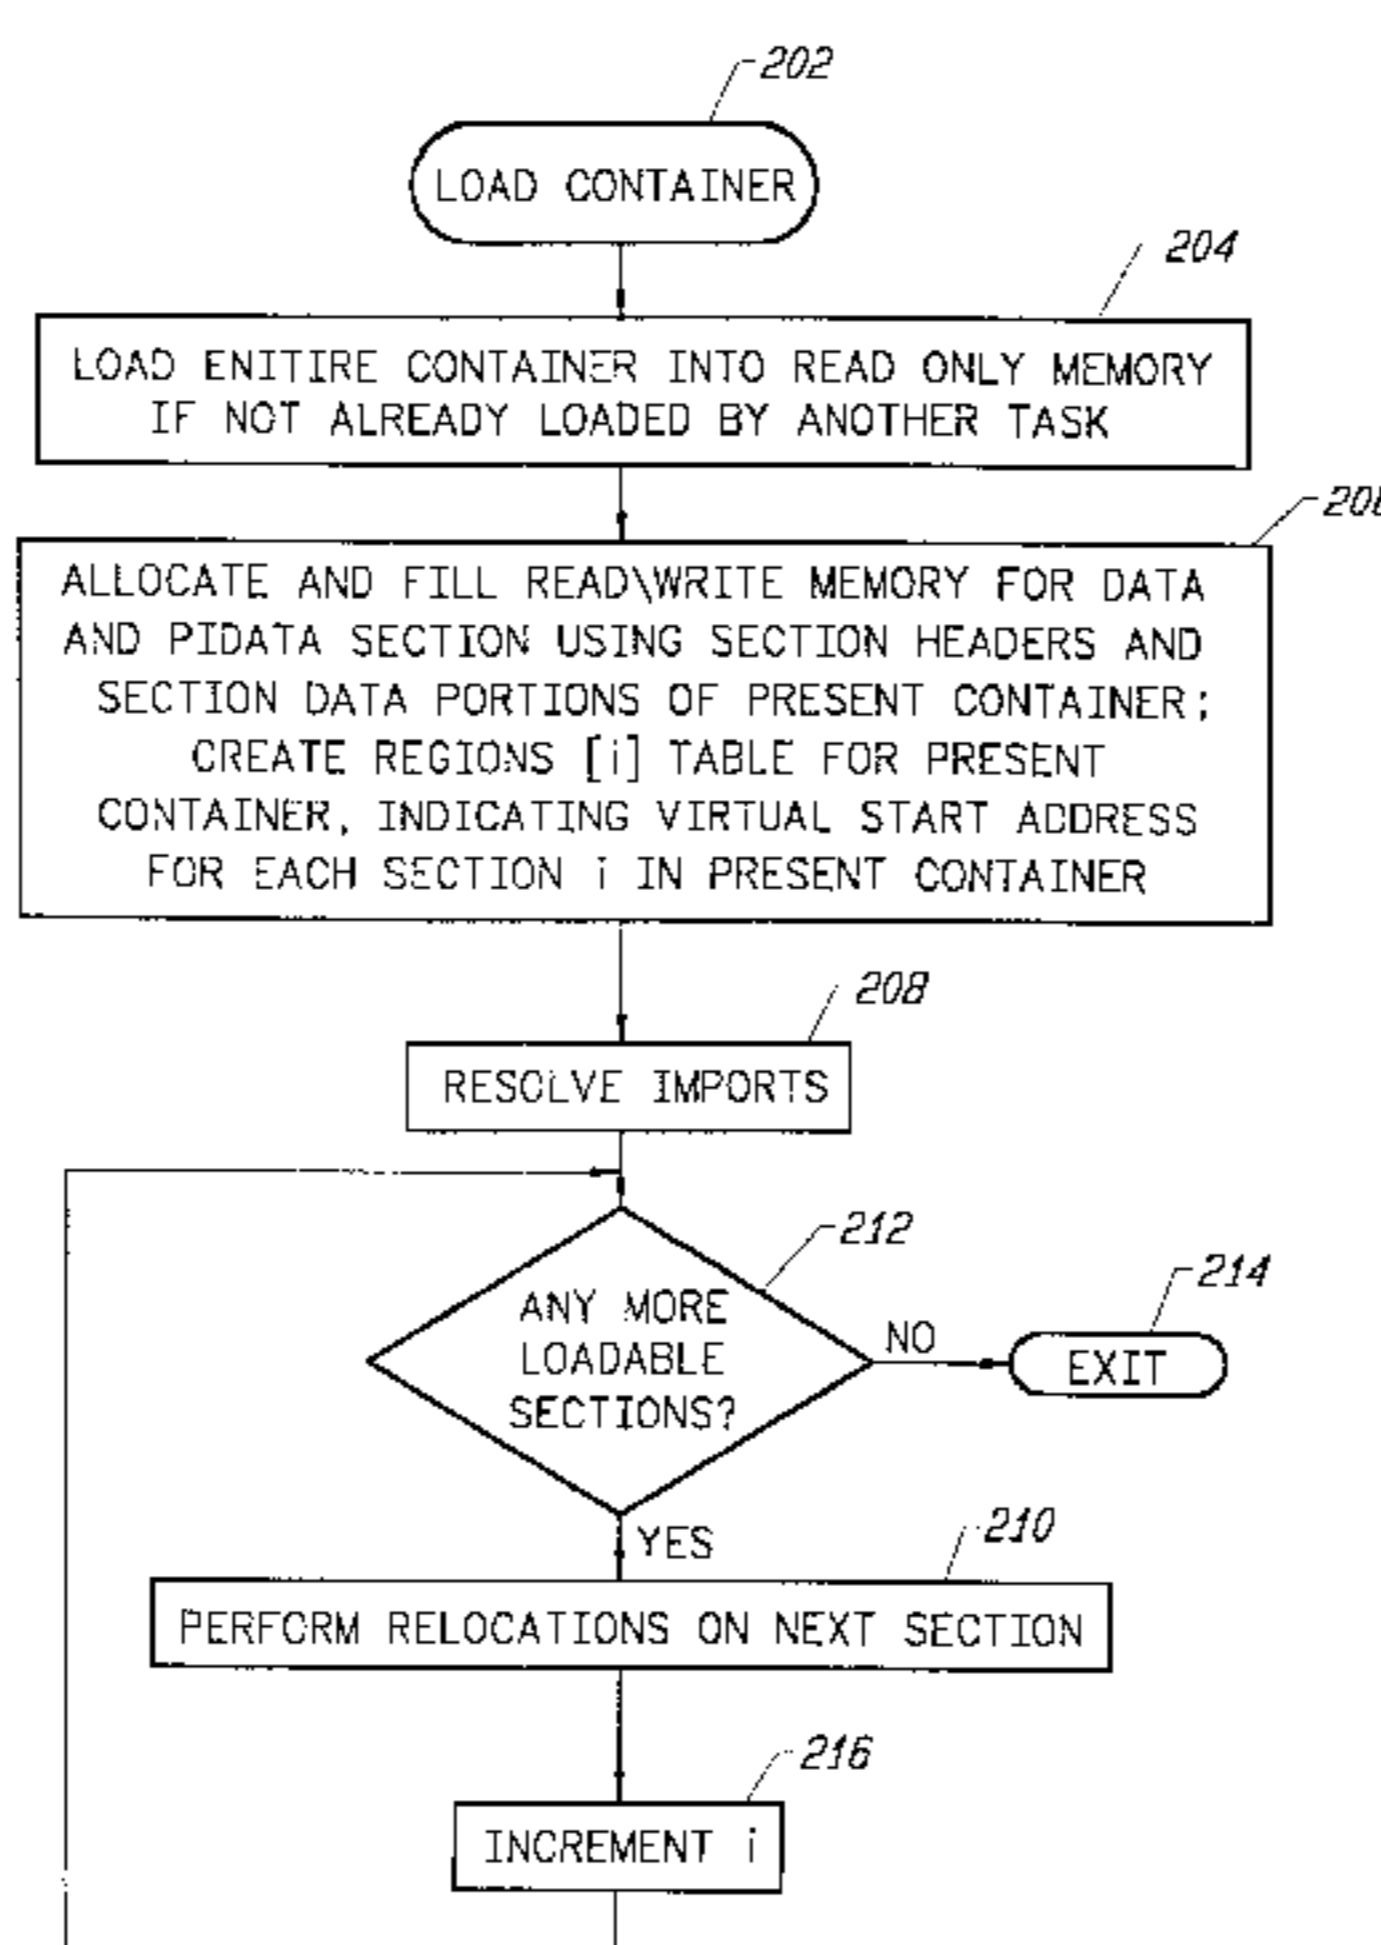 202
LOAD CONTAINER
204
LOAD ENITIRE CONTAINER INTO READ ONLY MEMORY
IF NOT ALREADY LOADED BY ANOTHER TASK
ALLOCATE AND FILL READ\WRITE MEMORY FOR DATA
AND PIDATA SECTION USING SECTION HEADERS AND
SECTION DATA PORTIONS OF PRESENT CONTAINER;
CREATE REGIONS [i] TABLE FOR PRESENT
CONTAINER, INDICATING VIRTUAL START ADDRESS
FOR EACH SECTION i IN PRESENT CONTAINER
208
RESOLVE IMPORTS
212
ANY MORE
LOADABLE
SECTIONS?
NO
214
EXIT
YES
210
PERFORM RELOCATIONS ON NEXT SECTION
216
INCREMENT i